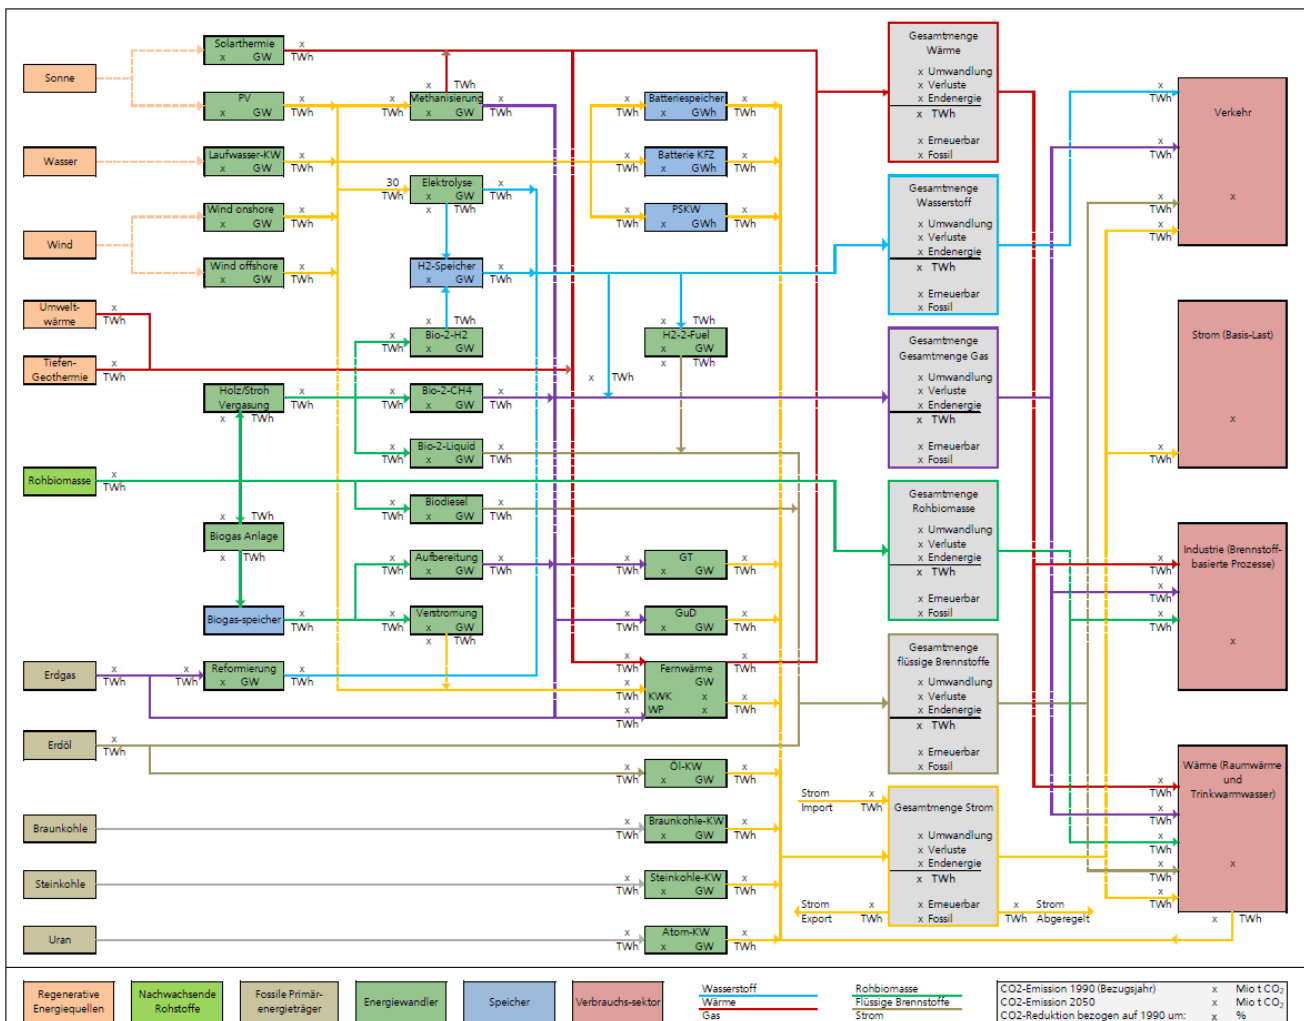 Sonne
Wasser
Wind
Umwelt-
wärme
Tiefen-
Geothermie
Rohbiomasse
Erdgas
Erdöl
Braunkohle
Steinkohle
Uran
x
TWh
x
TWh
x
TWh
x
TWh
x
TWh
Solarthermie
x GW
x
TWh
PV
x GW
x
TWh
Laufwasser-KW
x GW
x
TWh
Wind onshore
x GW
x
TWh
Wind offshore
x GW
x
TWh
Holz/Stroh
Vergasung
x TWh
x
TWh
x TWh
Biogas Anlage
x TWh
Biogas-speicher
x
TWh
x
TWh
Reformierung
x GW
x
TWh
x TWh
x
TWh
Methanisierung
x GW
x
TWh
30
TWh
Elektrolyse
x GW
x
TWh
x TWh
H2-Speicher
x GW
x
TWh
x TWh
x
TWh
Bio-2-H2
x GW
x
TWh
Bio-2-CH4
x GW
x
TWh
x
TWh
Bio-2-Liquid
x GW
x
TWh
x
TWh
Biodiesel
x GW
x
TWh
x
TWh
Aufbereitung
x GW
x
TWh
x
TWh
Verstromung
x GW
x TWh
x
TWh
Batteriespeicher
x GWh
x
TWh
x
TWh
Batterie KFZ
x GWh
x
TWh
x
TWh
PSKW
x GWh
x
TWh
x TWh
H2-2-Fuel
x GW
x TWh
x TWh
x
TWh
GT
x GW
x
TWh
x
TWh
GuD
x GW
x
TWh
x
TWh
x
TWh
x
TWh
Fernwärme
GW
KWK x
WP x
x
TWh
x
TWh
x
TWh
Öl-KW
x GW
x
TWh
x
TWh
Braunkohle-KW
x GW
x
TWh
x
TWh
Steinkohle-KW
x GW
x
TWh
x
TWh
Atom-KW
x GW
x
TWh
Gesamtmenge
Wärme
x Umwandlung
x Verluste
x Endenergie
x TWh
x Erneuerbar
x Fossil
Gesamtmenge
Wasserstoff
x Umwandlung
x Verluste
x Endenergie
x TWh
x Erneuerbar
x Fossil
Gesamtmenge
Gesamtmenge Gas
x Umwandlung
x Verluste
x Endenergie
x TWh
x Erneuerbar
x Fossil
Gesamtmenge
Rohbiomasse
x Umwandlung
x Verluste
x Endenergie
x TWh
x Erneuerbar
x Fossil
Gesamtmenge
flüssige Brennstoffe
x Umwandlung
x Verluste
x Endenergie
x TWh
x Erneuerbar
x Fossil
Strom x
Import TWh
Gesamtmenge Strom
x Umwandlung
x Verluste
x Endenergie
x TWh
x Erneuerbar
x Fossil
Strom x
Export TWh
x Strom
TWh Abgeregelt
x
TWh
x
TWh
x
TWh
x
TWh
Verkehr
x
x
TWh
Strom (Basis-Last)
x
x
TWh
x
TWh
x
TWh
Industrie (Brennstoff-
basierte Prozesse)
x
x
TWh
x
TWh
x
TWh
x
TWh
x
TWh
Wärme (Raumwärme
und
Trinkwarmwasser)
x
x TWh
Regenerative
Energiequellen
Nachwachsende
Rohstoffe
Fossile Primär-
energieträger
Energiewandler
Speicher
Verbrauchs-sektor
Wasserstoff
Wärme
Gas
Rohbiomasse
Flüssige Brennstoffe
Strom
CO2-Emission 1990 (Bezugsjahr) x Mio t CO2
CO2-Emission 2050 x Mio t CO2
CO2-Reduktion bezogen auf 1990 um: x %